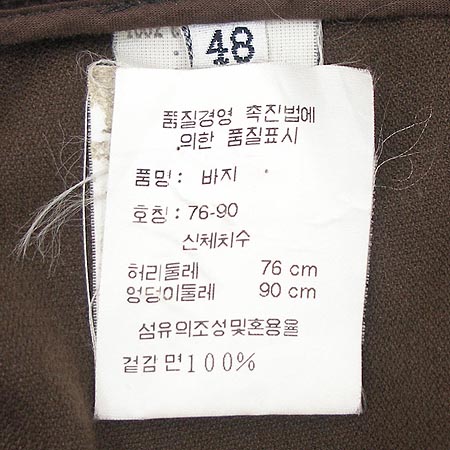 48
품질경영 촉진법에
의한 품질표시
품명: 바지
호칭: 76-90
신체치수
허리둘레 76 cm
엉덩이둘레 90 cm
섬유의조성및혼용율
겉감 면100%